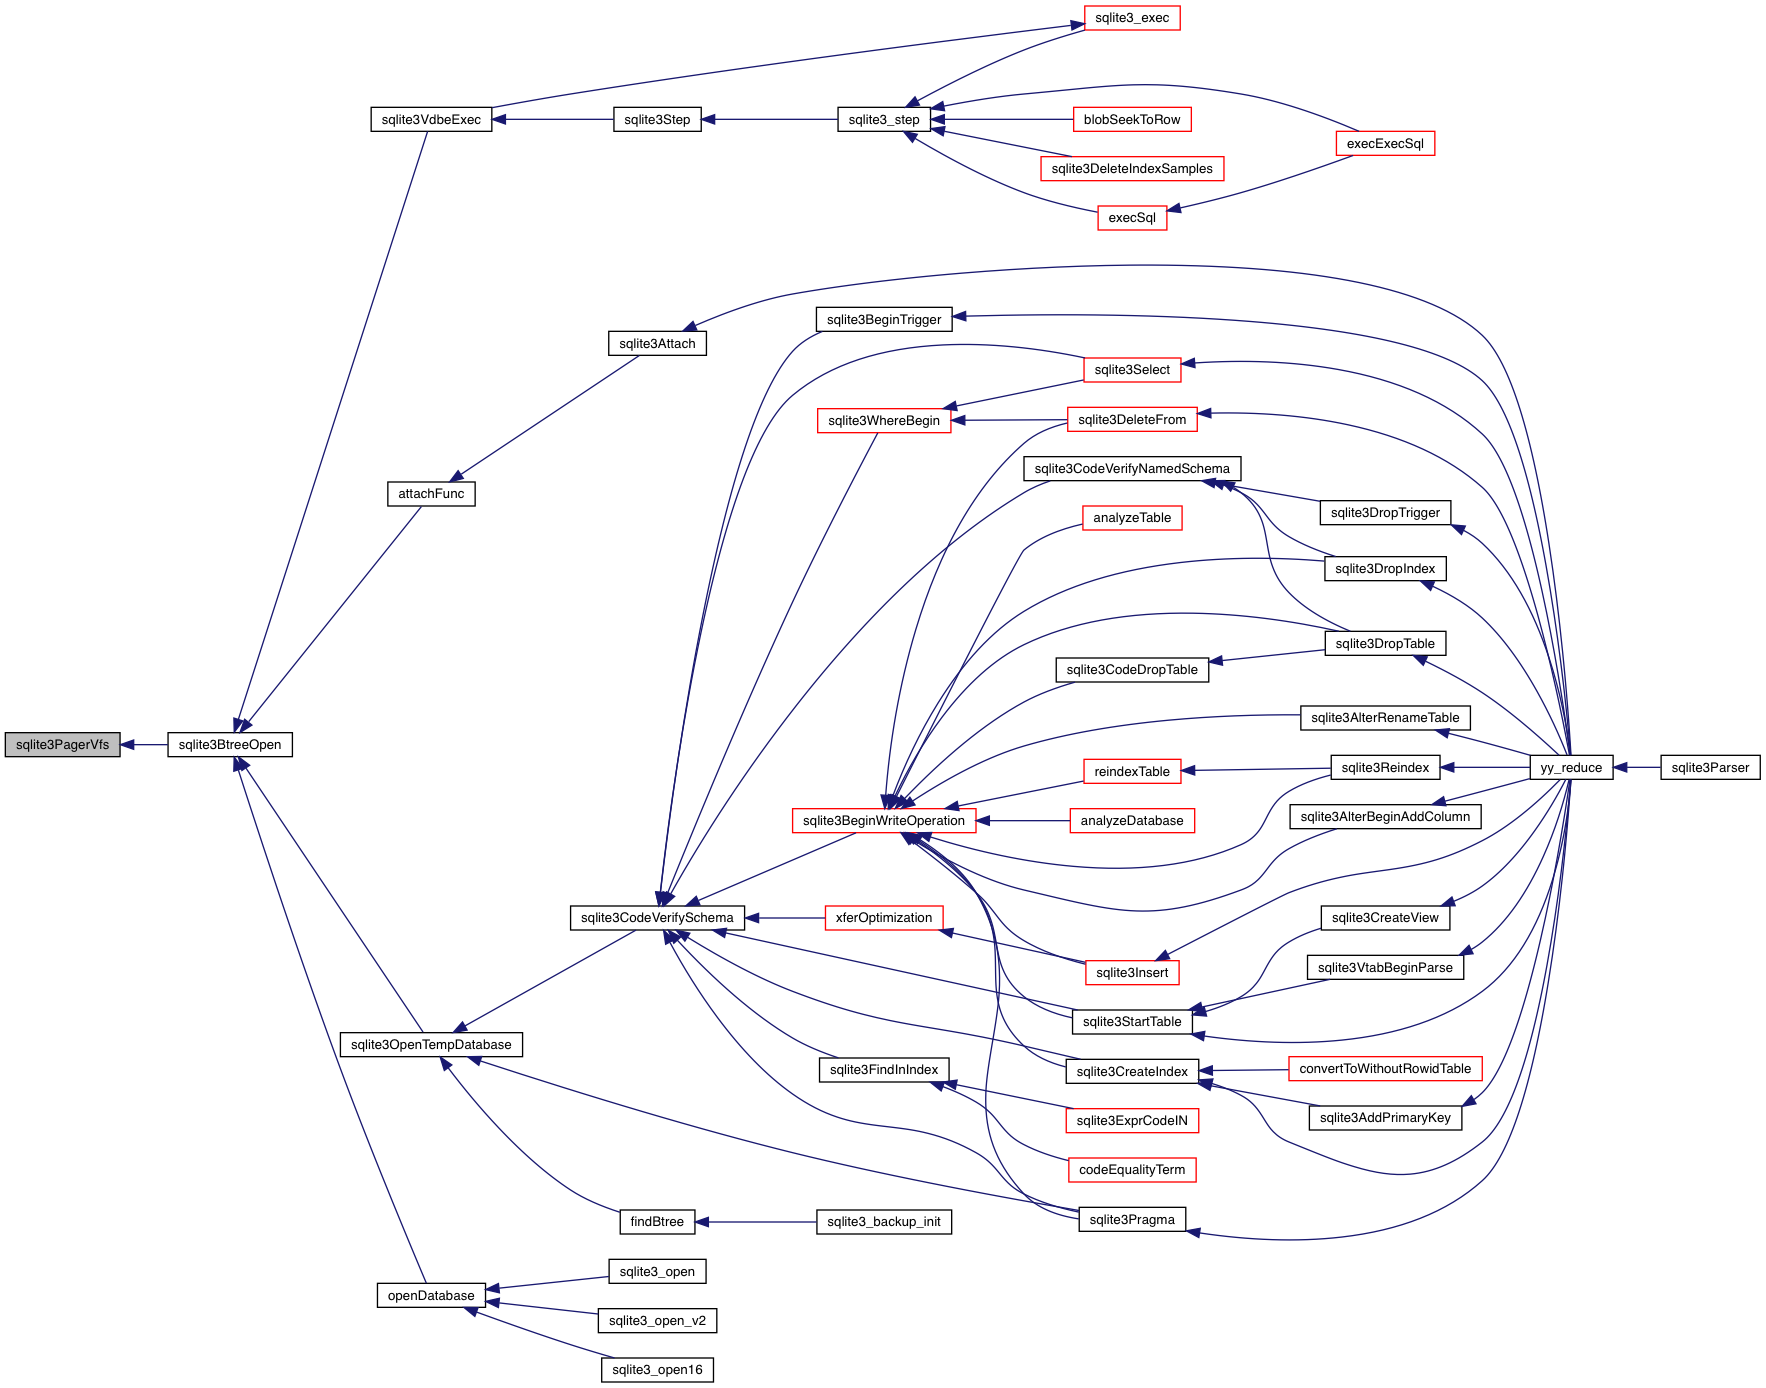 sqlite3_exec
sqlite3VdbeExec
sqlite3Step
sqlite3_step
blobSeekToRow
execExecSql
sqlite3DeleteIndexSamples
execSql
sqlite3BeginTrigger
sqlite3Attach
sqlite3Select
sqlite3WhereBegin
sqlite3DeleteFrom
sqlite3CodeVerifyNamedSchema
attachFunc
analyzeTable
sqlite3DropTrigger
sqlite3DropIndex
sqlite3DropTable
sqlite3CodeDropTable
sqlite3AlterRenameTable
sqlite3PagerVfs
sqlite3BtreeOpen
reindexTable
sqlite3Reindex
yy_reduce
sqlite3Parser
sqlite3BeginWriteOperation
analyzeDatabase
sqlite3AlterBeginAddColumn
sqlite3CodeVerifySchema
xferOptimization
sqlite3CreateView
sqlite3Insert
sqlite3VtabBeginParse
sqlite3StartTable
sqlite3OpenTempDatabase
sqlite3FindInIndex
sqlite3CreateIndex
convertToWithoutRowidTable
sqlite3ExprCodeIN
sqlite3AddPrimaryKey
codeEqualityTerm
findBtree
sqlite3_backup_init
sqlite3Pragma
sqlite3_open
openDatabase
sqlite3_open_v2
sqlite3_open16